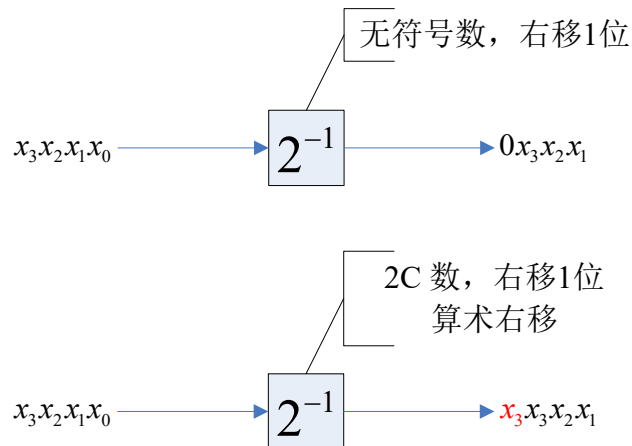 无符号数，右移1位
x₃x₂x₁x₀
2⁻¹
0x₃x₂x₁
2C 数，右移1位
算术右移
x₃x₂x₁x₀
2⁻¹
x₃x₃x₂x₁